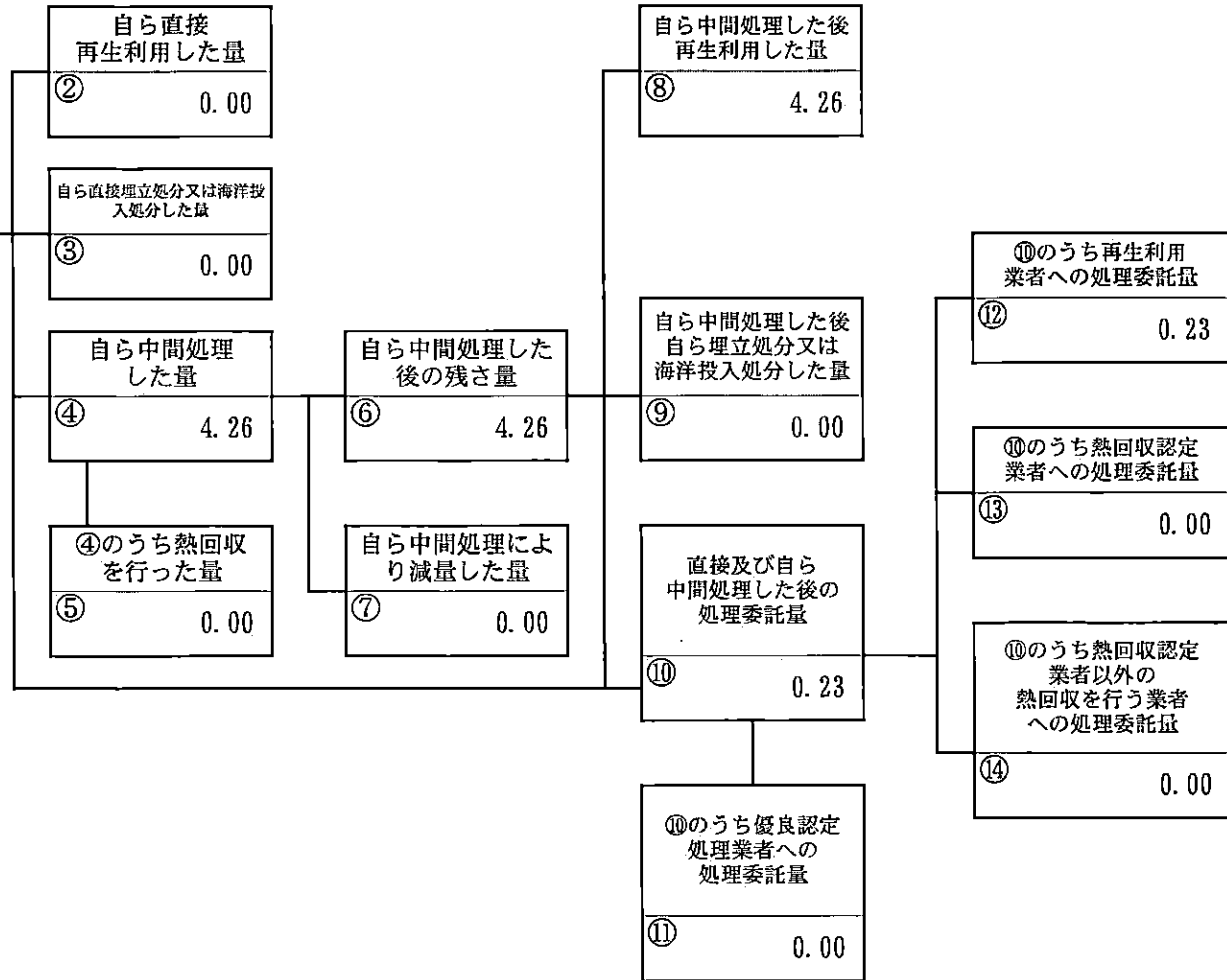 自ら直接
再生利用した量
②
0.00
自ら直接埋立処分又は海洋投
入処分した量
③
0.00
自ら中間処理
した量
④
4.26
④のうち熱回収
を行った量
⑤
0.00
自ら中間処理した
後の残さ量
⑥
4.26
自ら中間処理によ
り減量した量
⑦
0.00
自ら中間処理した後
再生利用した量
⑧
4.26
自ら中間処理した後
自ら埋立処分又は
海洋投入処分した量
⑨
0.00
直接及び自ら
中間処理した後の
処理委託量
⑩
0.23
⑩のうち優良認定
処理業者への
処理委託量
⑪
0.00
⑩のうち再生利用
業者への処理委託量
⑫
0.23
⑩のうち熱回収認定
業者への処理委託量
⑬
0.00
⑩のうち熱回収認定
業者以外の
熱回収を行う業者
への処理委託量
⑭
0.00